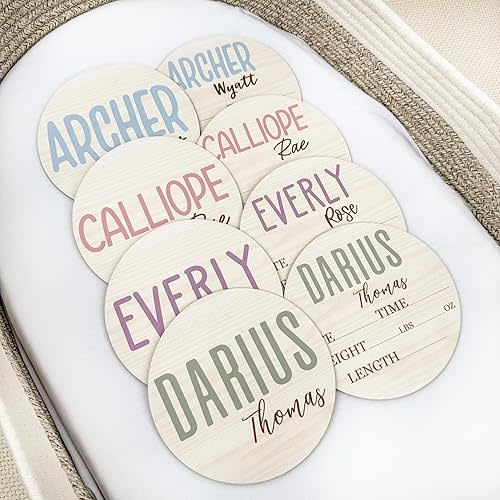 ARCHER
Wyatt
ARCHER
CALLIOPE
Rae
CALLIOPE
EVERLY
Rose
EVERLY
DARIUS
Thomas
TIME
LBS OZ
LENGTH
DARIUS
Thomas